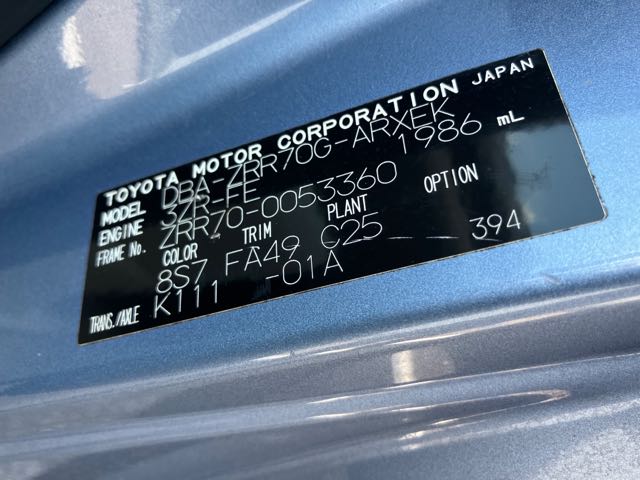 TOYOTA MOTOR CORPORATION JAPAN
MODEL DBA-ZRR70G-ARXEK
ENGINE 3ZR-FE 1986 mL
FRAME No. ZRR70-0053360
COLOR TRIM PLANT OPTION
8S7 FA49 C25 394
TRANS./AXLE K111 -01A